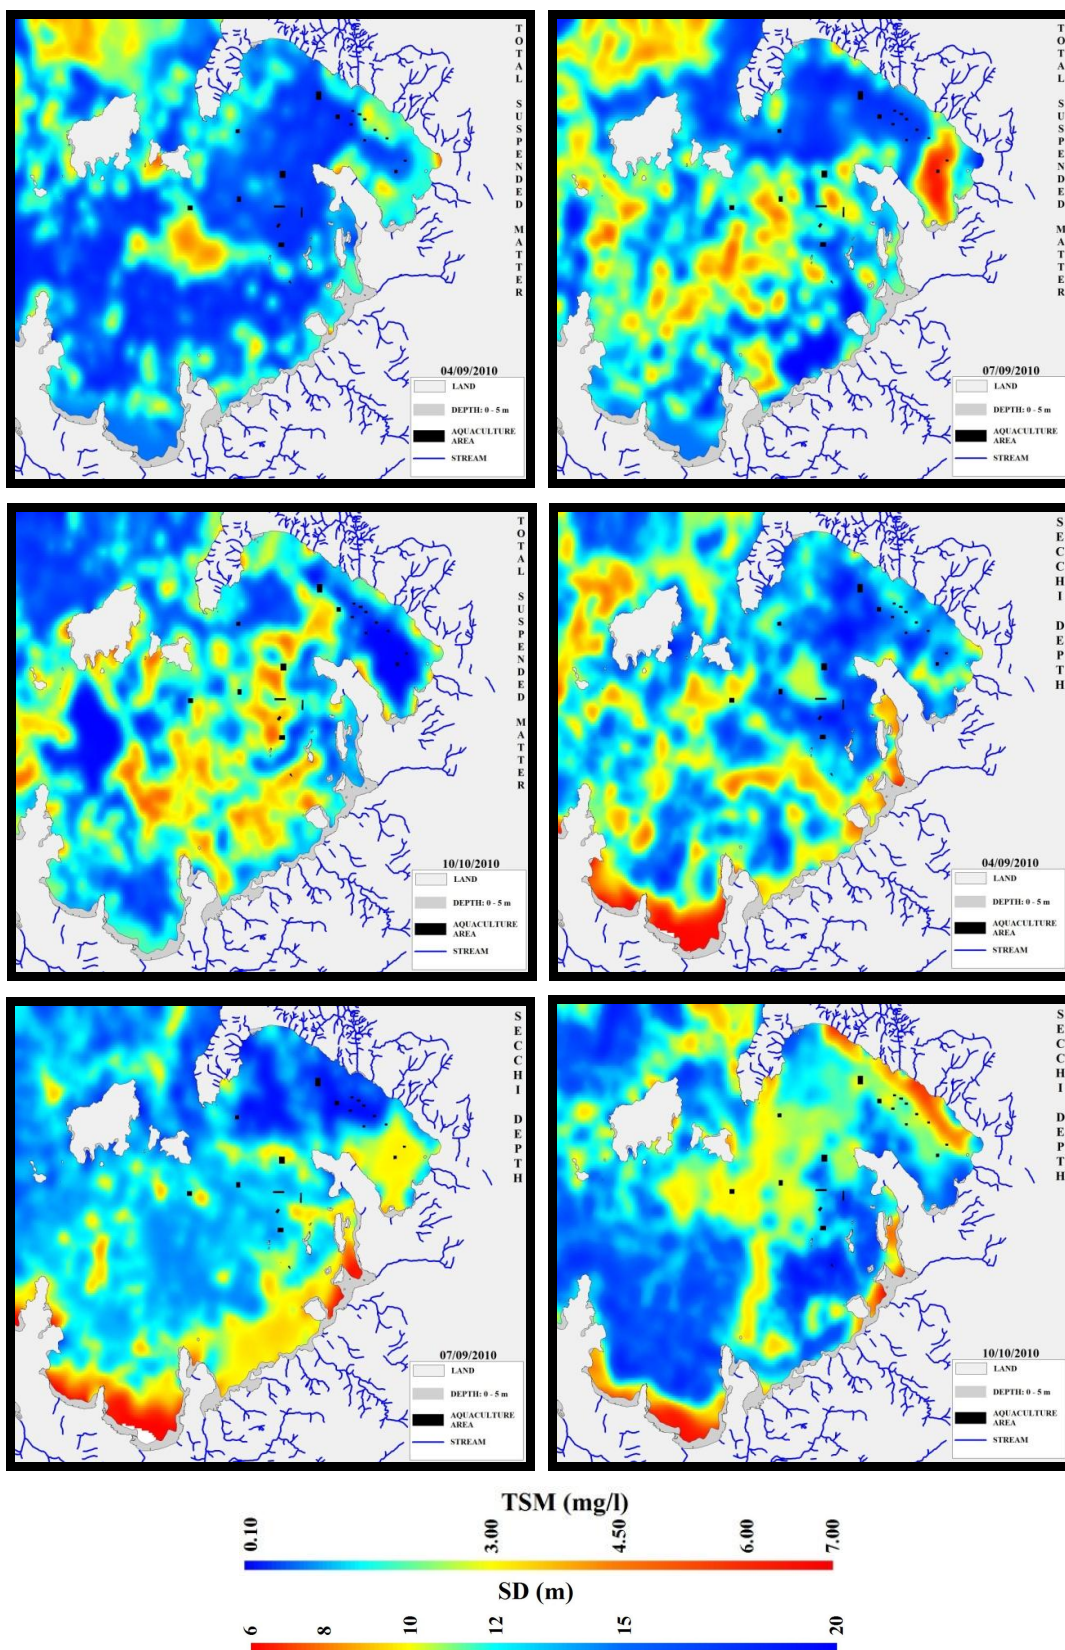 TOTAL SUSPENDED MATTER
04/09/2010
LAND
DEPTH: 0 - 5 m
AQUACULTURE
AREA
STREAM
TOTAL SUSPENDED MATTER
07/09/2010
LAND
DEPTH: 0 - 5 m
AQUACULTURE
AREA
STREAM
TOTAL SUSPENDED MATTER
10/10/2010
LAND
DEPTH: 0 - 5 m
AQUACULTURE
AREA
STREAM
SECCHI DEPTH
04/09/2010
LAND
DEPTH: 0 - 5 m
AQUACULTURE
AREA
STREAM
SECCHI DEPTH
07/09/2010
LAND
DEPTH: 0 - 5 m
AQUACULTURE
AREA
STREAM
SECCHI DEPTH
10/10/2010
LAND
DEPTH: 0 - 5 m
AQUACULTURE
AREA
STREAM
TSM (mg/l)
0.10 3.00 4.50 6.00 7.00
SD (m)
6 8 10 12 15 20